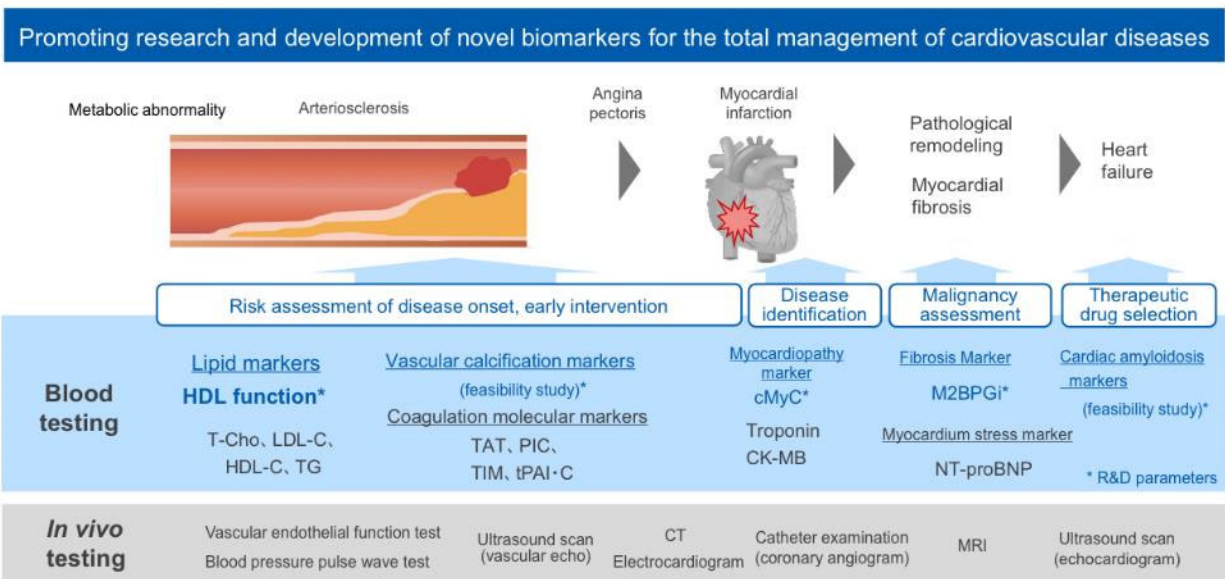 Promoting research and development of novel biomarkers for the total management of cardiovascular diseases
Metabolic abnormality
Arteriosclerosis
Angina
pectoris
Myocardial
infarction
Pathological
remodeling
Myocardial
fibrosis
Heart
failure
Risk assessment of disease onset, early intervention
Disease
identification
Malignancy
assessment
Therapeutic
drug selection
Blood
testing
Lipid markers
HDL function*
T-Cho、LDL-C、
HDL-C、TG
Vascular calcification markers
(feasibility study)*
Coagulation molecular markers
TAT、PIC、
TIM、tPAI・C
Myocardiopathy
marker
cMyC*
Troponin
CK-MB
Fibrosis Marker
M2BPGi*
Myocardium stress marker
NT-proBNP
Cardiac amyloidosis
markers
(feasibility study)*
* R&D parameters
In vivo
testing
Vascular endothelial function test
Blood pressure pulse wave test
Ultrasound scan
(vascular echo)
CT
Electrocardiogram
Catheter examination
(coronary angiogram)
MRI
Ultrasound scan
(echocardiogram)